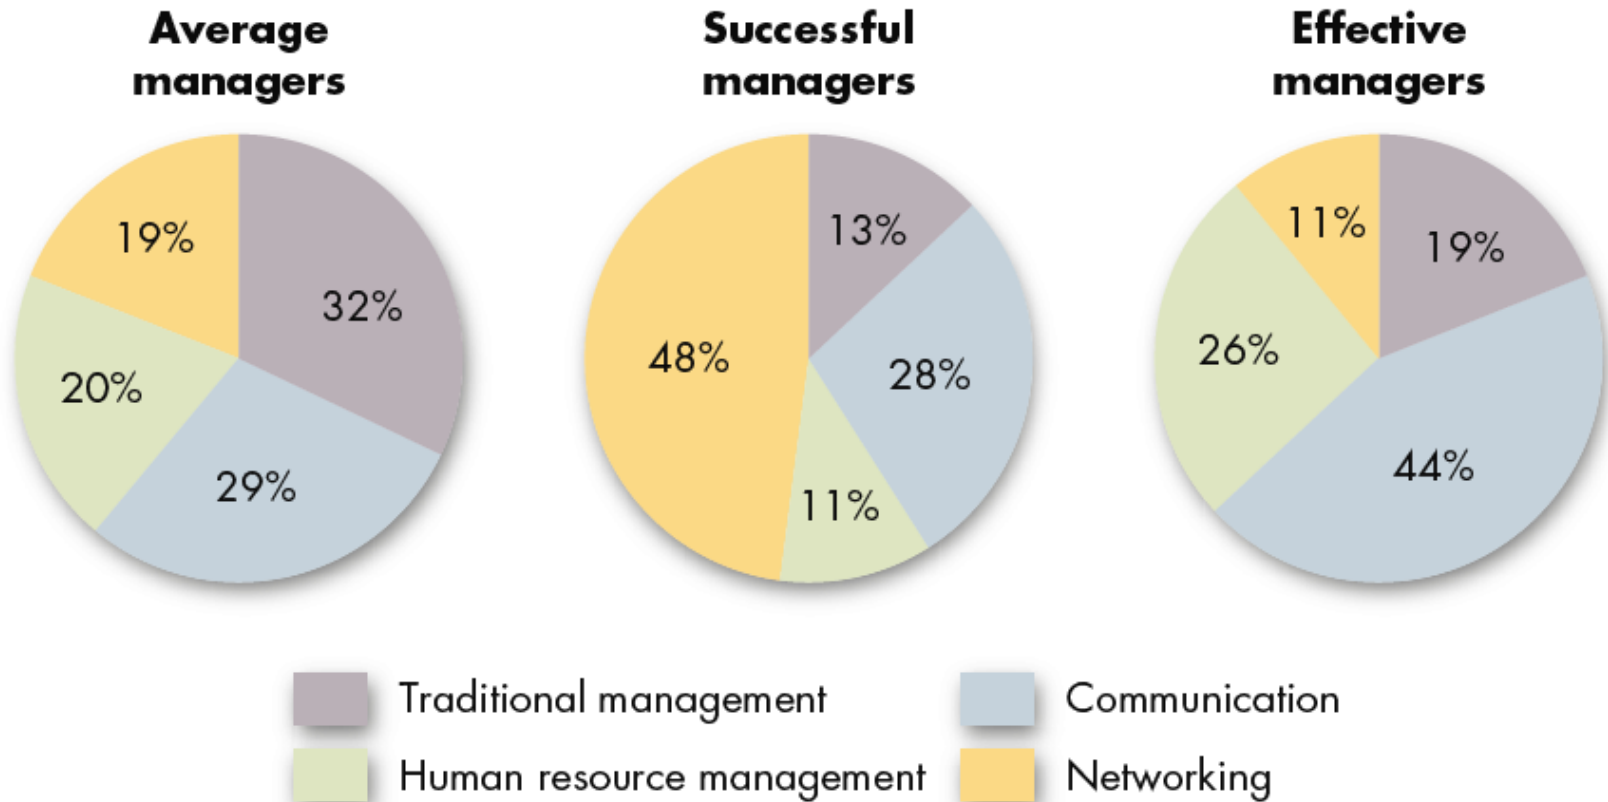 Average
managers
Successful
managers
Effective
managers
19%
32%
20%
29%
13%
48%
28%
11%
11%
19%
26%
44%
Traditional management
Communication
Human resource management
Networking